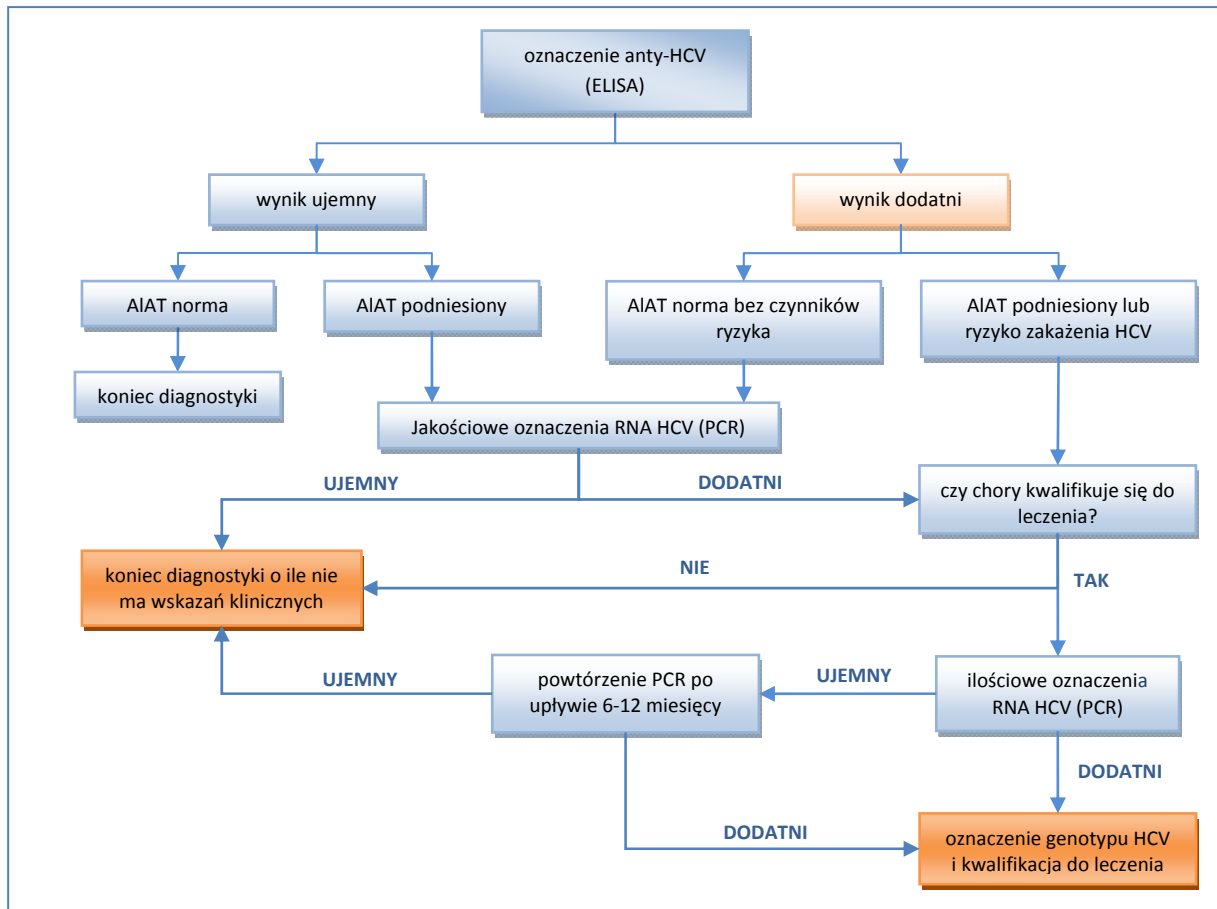 oznaczenie anty-HCV
(ELISA)
wynik ujemny
wynik dodatni
AlAT norma
AlAT podniesiony
AlAT norma bez czynników
ryzyka
AlAT podniesiony lub
ryzyko zakażenia HCV
koniec diagnostyki
Jakościowe oznaczenia RNA HCV (PCR)
UJEMNY
DODATNI
czy chory kwalifikuje się do
leczenia?
koniec diagnostyki o ile nie
ma wskazań klinicznych
NIE
TAK
UJEMNY
powtórzenie PCR po
upływie 6-12 miesięcy
UJEMNY
ilościowe oznaczenia
RNA HCV (PCR)
DODATNI
DODATNI
oznaczenie genotypu HCV
i kwalifikacja do leczenia